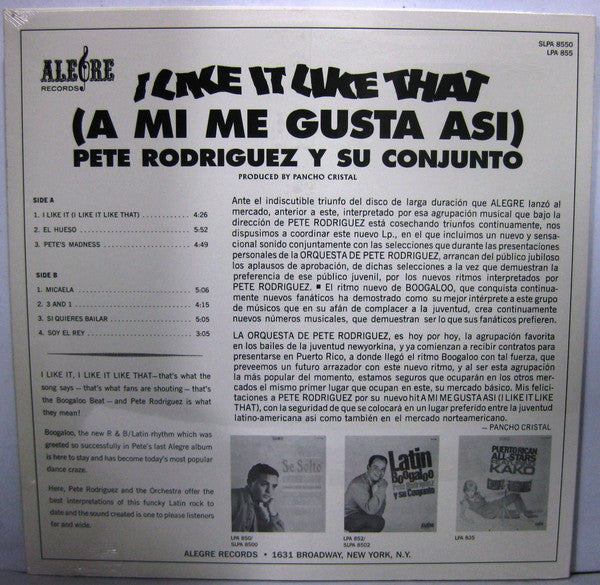 SLPA 8550
LPA 855
ALEGRE
RECORDS
I LIKE IT LIKE THAT
(A MI ME GUSTA ASI)
PETE RODRIGUEZ Y SU CONJUNTO
PRODUCED BY PANCHO CRISTAL
SIDE A
1. I LIKE IT (I LIKE IT LIKE THAT) .................. 4:26
2. EL HUESO .................. 5:52
3. PETE'S MADNESS .................. 4:49
SIDE B
1. MICAELA .................. 5:06
2. 3 AND 1 .................. 4:15
3. SI QUIERES BAILAR .................. 5:03
4. SOY EL REY .................. 3:05
I LIKE IT, I LIKE IT LIKE THAT—that's what the
song says — that's what fans are shouting — that's
the Boogaloo Beat — and Pete Rodriguez is what
they mean!
Boogaloo, the new R & B/Latin rhythm which was
greeted so successfully in Pete's last Alegre album
is here to stay and has become today's most popular
dance craze.
Here, Pete Rodriguez and the Orchestra offer the
best interpretations of this funcky Latin rock to
date and the sound created is one to please listeners
far and wide.
Ante el indiscutible triunfo del disco de larga duración que ALEGRE lanzó al
mercado, anterior a este, interpretado por esa agrupación musical que bajo la
dirección de PETE RODRIGUEZ está cosechando triunfos continuamente, nos
dispusimos a coordinar este nuevo Lp., en el que incluímos un nuevo y sensa-
cional sonido conjuntamente con las selecciones que durante las presentaciones
personales de la ORQUESTA DE PETE RODRIGUEZ, arrancan del público jubiloso
los aplausos de aprobación, de dichas selecciones a la vez que demuestran la
preferencia de ese público juvenil, por los nuevos ritmos interpretados por
PETE RODRIGUEZ. ■ El ritmo nuevo de BOOGALOO, que conquista continua-
mente nuevos fanáticos ha demostrado como su mejor intérprete a este grupo
de músicos que en su afán de complacer a la juventud, crea continuamente
nuevos números musicales, que demuestran ser lo que sus fanáticos prefieren.
LA ORQUESTA DE PETE RODRIGUEZ, es hoy por hoy, la agrupación favorita
en los bailes de la juventud newyorkina, y ya comienzan a recibir contratos para
presentarse en Puerto Rico, a donde llegó el ritmo Boogaloo con tal fuerza, que
preveemos un futuro arrazador con este nuevo ritmo, y al ser esta agrupación
la más popular del momento, estamos seguros que ocuparán en los otros mer-
cados el mismo primer lugar que ocupan en este, su mercado básico. Mis felici-
taciones a PETE RODRIGUEZ por su nuevo hit A MI ME GUSTA ASI (I LIKE IT LIKE
THAT), con la seguridad de que se colocará en un lugar preferido entre la juventud
latino-americana asi como también en el mercado norteamericano.
— PANCHO CRISTAL
Se Soltó
Latin
Boogaloo
Pete Rodriguez
y su Conjunto
PUERTO RICAN
ALL-STARS
KAKO
LPA 850/
SLPA 8500
LPA 852/
SLPA 8502
LPA 835
ALEGRE RECORDS • 1631 BROADWAY, NEW YORK, N.Y.